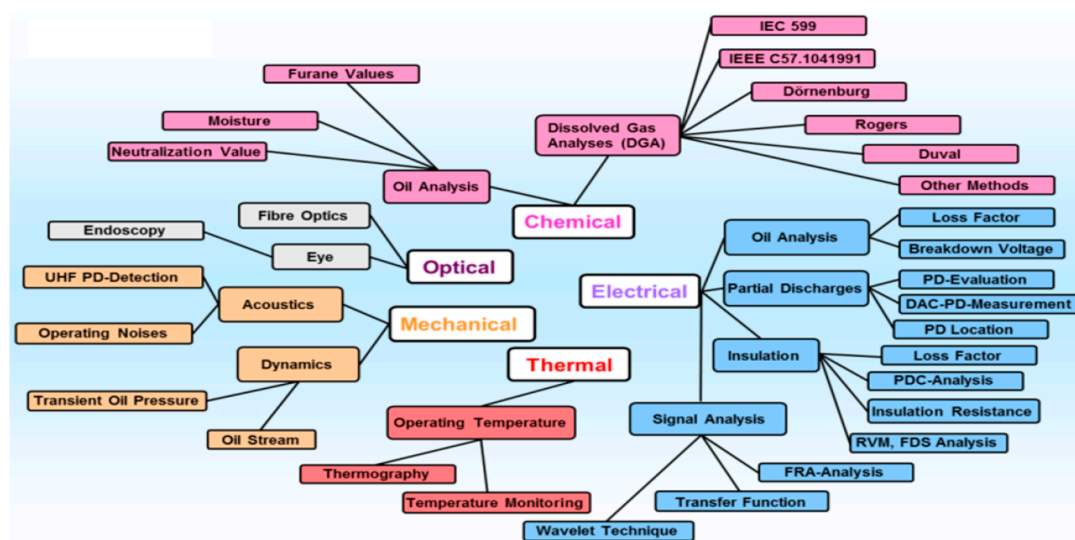 IEC 599
IEEE C57.1041991
Furane Values
Dörnenburg
Moisture
Dissolved Gas
Analyses (DGA)
Rogers
Neutralization Value
Duval
Oil Analysis
Other Methods
Chemical
Fibre Optics
Loss Factor
Endoscopy
Oil Analysis
Eye
Breakdown Voltage
Optical
UHF PD-Detection
PD-Evaluation
Electrical
Partial Discharges
Acoustics
DAC-PD-Measurement
Mechanical
Operating Noises
PD Location
Insulation
Loss Factor
Dynamics
Thermal
PDC-Analysis
Transient Oil Pressure
Insulation Resistance
Operating Temperature
Signal Analysis
Oil Stream
RVM, FDS Analysis
Thermography
FRA-Analysis
Temperature Monitoring
Transfer Function
Wavelet Technique